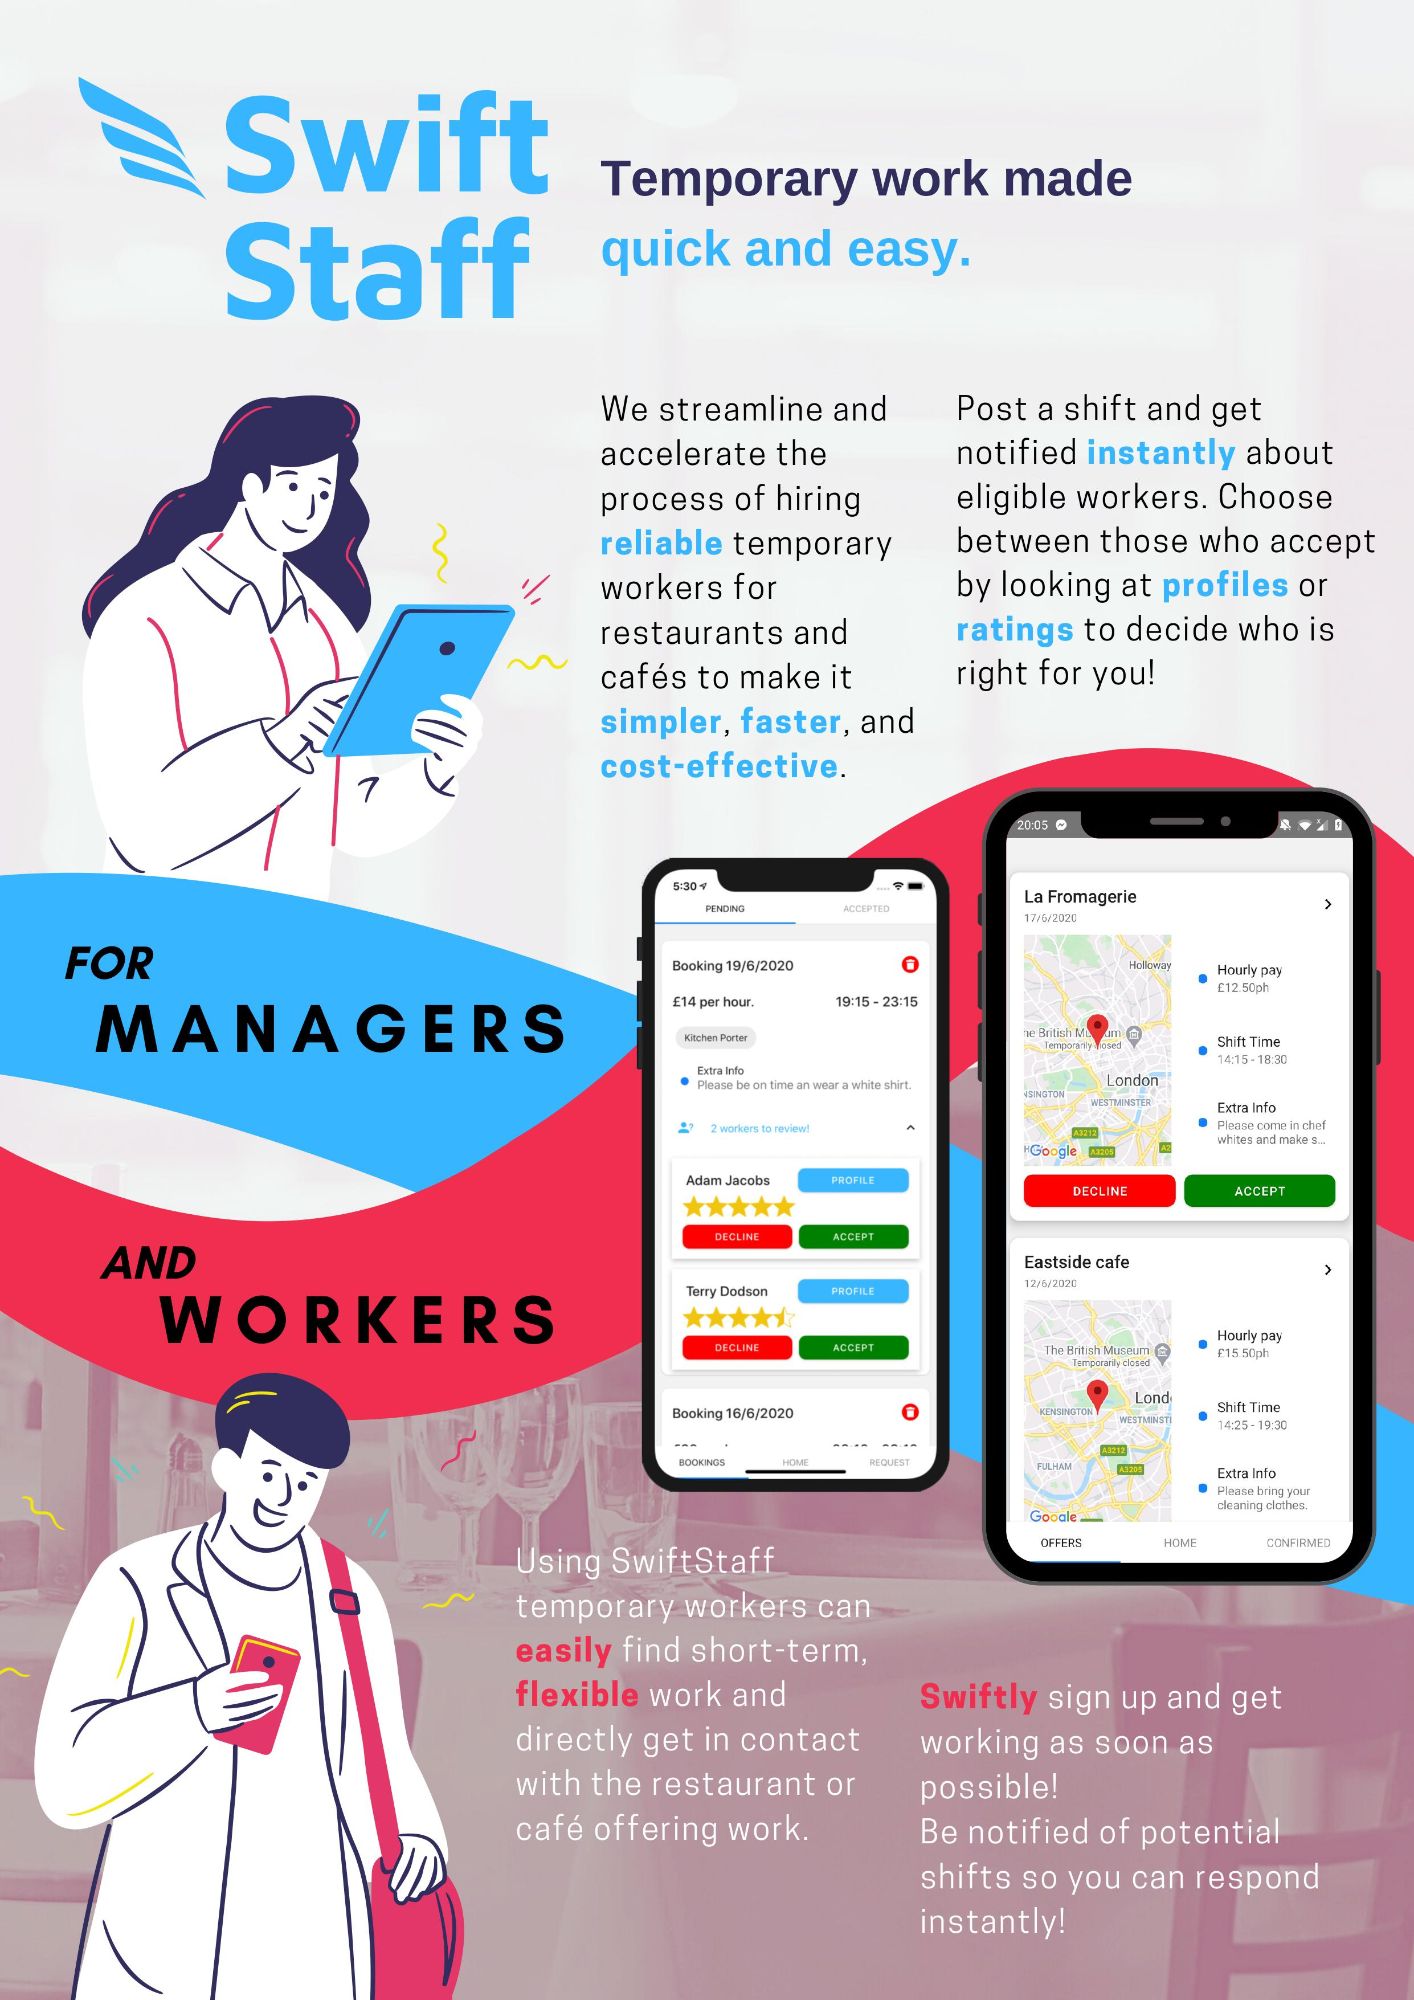 Swift
Staff
Temporary work made
quick and easy.
We streamline and
accelerate the
process of hiring
reliable temporary
workers for
restaurants and
cafés to make it
simpler, faster, and
cost-effective.
Post a shift and get
notified instantly about
eligible workers. Choose
between those who accept
by looking at profiles or
ratings to decide who is
right for you!
FOR
MANAGERS
AND
WORKERS
5:30
PENDING ACCEPTED
Booking 19/6/2020
£14 per hour. 19:15 - 23:15
Kitchen Porter
Extra Info
Please be on time an wear a white shirt.
2 workers to review!
Adam Jacobs PROFILE
DECLINE ACCEPT
Terry Dodson PROFILE
DECLINE ACCEPT
Booking 16/6/2020
BOOKINGS HOME REQUEST
20:05
La Fromagerie
17/6/2020
Holloway
he British Museum
Temporarily closed
London
NSINGTON
WESTMINSTER
A3212
Google A3205 A2
Hourly pay
£12.50ph
Shift Time
14:15 - 18:30
Extra Info
Please come in chef
whites and make s...
DECLINE ACCEPT
Eastside cafe
12/6/2020
The British Museum
Temporarily closed
Lond
KENSINGTON
WESTMINST
A3212
FULHAM A3205
Google
Hourly pay
£15.50ph
Shift Time
14:25 - 19:30
Extra Info
Please bring your
cleaning clothes.
OFFERS HOME CONFIRMED
Using SwiftStaff
temporary workers can
easily find short-term,
flexible work and
directly get in contact
with the restaurant or
café offering work.
Swiftly sign up and get
working as soon as
possible!
Be notified of potential
shifts so you can respond
instantly!